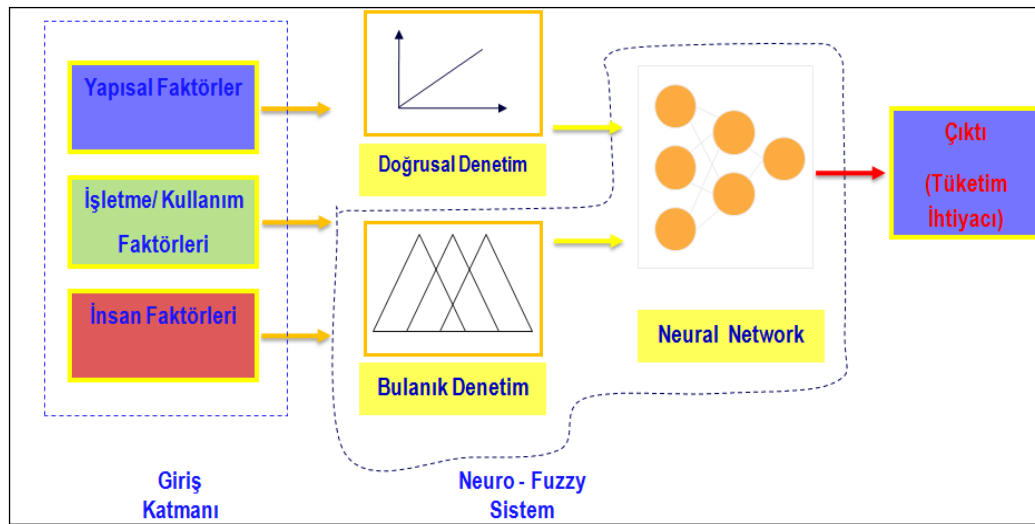 Yapısal Faktörler
İşletme/ Kullanım
Faktörleri
İnsan Faktörleri
Doğrusal Denetim
Bulanık Denetim
Neural Network
Çıktı
(Tüketim
İhtiyacı)
Giriş
Katmanı
Neuro - Fuzzy
Sistem